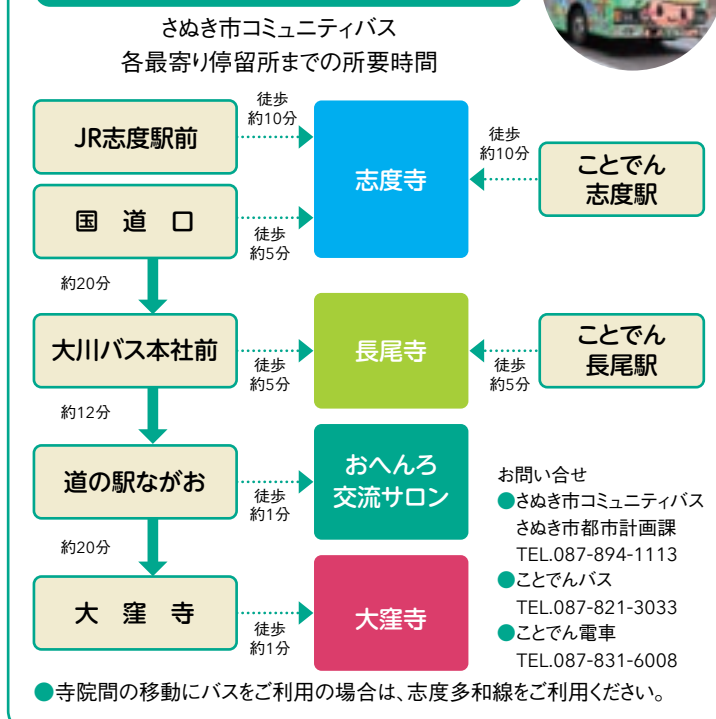 さぬき市コミュニティバス
各最寄り停留所までの所要時間
JR志度駅前
徒歩
約10分
志度寺
徒歩
約10分
ことでん
志度駅
国道口
徒歩
約5分
約20分
大川バス本社前
徒歩
約5分
長尾寺
徒歩
約5分
ことでん
長尾駅
約12分
道の駅ながお
徒歩
約1分
おへんろ
交流サロン
約20分
大窪寺
徒歩
約1分
大窪寺
お問い合せ
●さぬき市コミュニティバス
さぬき市都市計画課
TEL.087-894-1113
●ことでんバス
TEL.087-821-3033
●ことでん電車
TEL.087-831-6008
●寺院間の移動にバスをご利用の場合は、志度多和線をご利用ください。